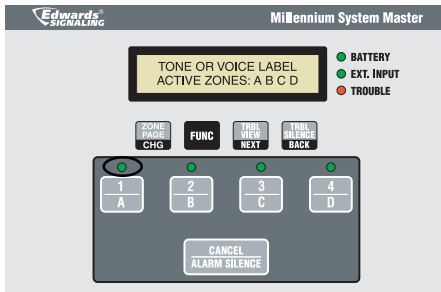 Edwards®
SIGNALING
Millennium System Master
TONE OR VOICE LABEL
ACTIVE ZONES: A B C D
BATTERY
EXT. INPUT
TROUBLE
ZONE
PAGE
CHG
FUNC
TRBL
VIEW
NEXT
TRBL
SILENCE
BACK
1
A
2
B
3
C
4
D
CANCEL
ALARM SILENCE